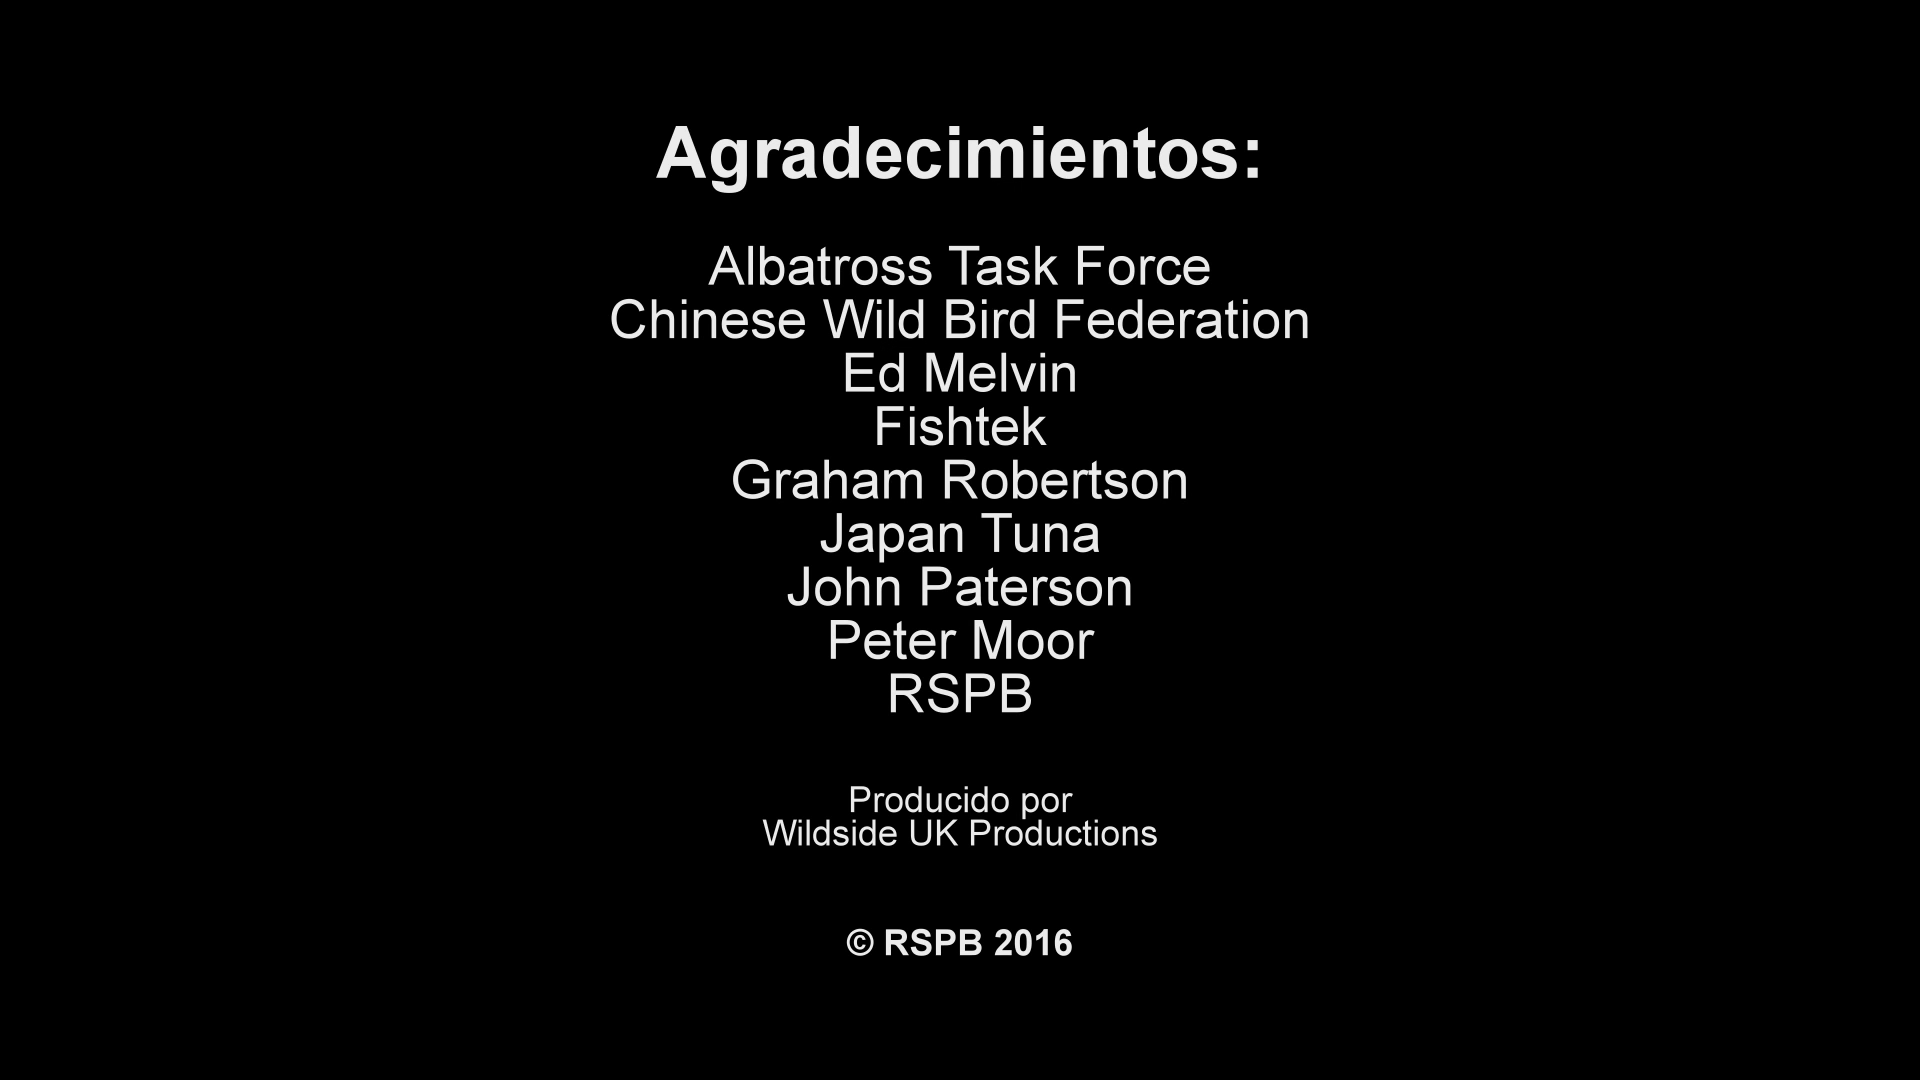 Agradecimientos:
Albatross Task Force
Chinese Wild Bird Federation
Ed Melvin
Fishtek
Graham Robertson
Japan Tuna
John Paterson
Peter Moor
RSPB
Producido por
Wildside UK Productions
© RSPB 2016